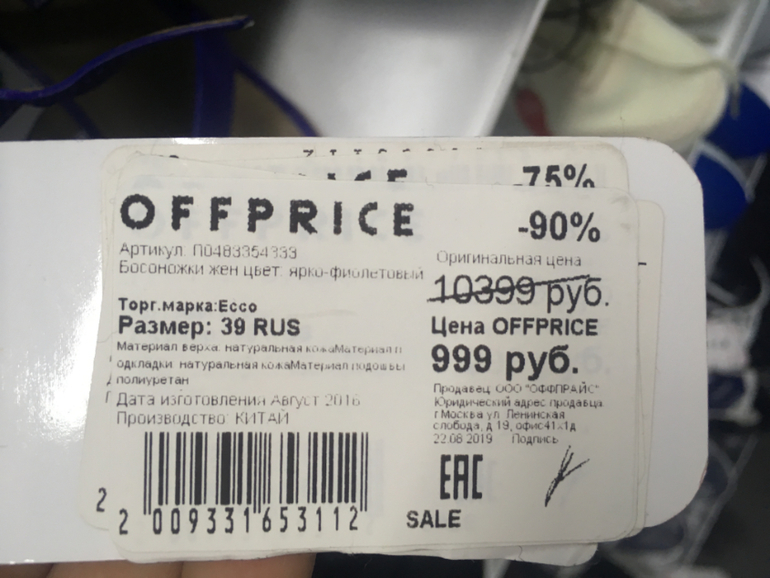 -75%
OFFPRICE
-90%
Артикул: П0483354333
Босоножки жен цвет: ярко-фиолетовый
Торг.марка:Ecco
Размер: 39 RUS
Материал верха: натуральная кожаМатериал п
одкладки: натуральная кожаМатериал подошвы
полиуретан
Дата изготовления Август 2016
Производство: КИТАЙ
Оригинальная цена
10399 руб.
Цена OFFPRICE
999 руб.
Продавец: ООО "ОФФПРАЙС"
Юридический адрес продавца:
г Москва ул Ленинская
слобода, д 19, офис41х1д
22.08.2019 Подпись
EAC
SALE
2
2 009331 653112